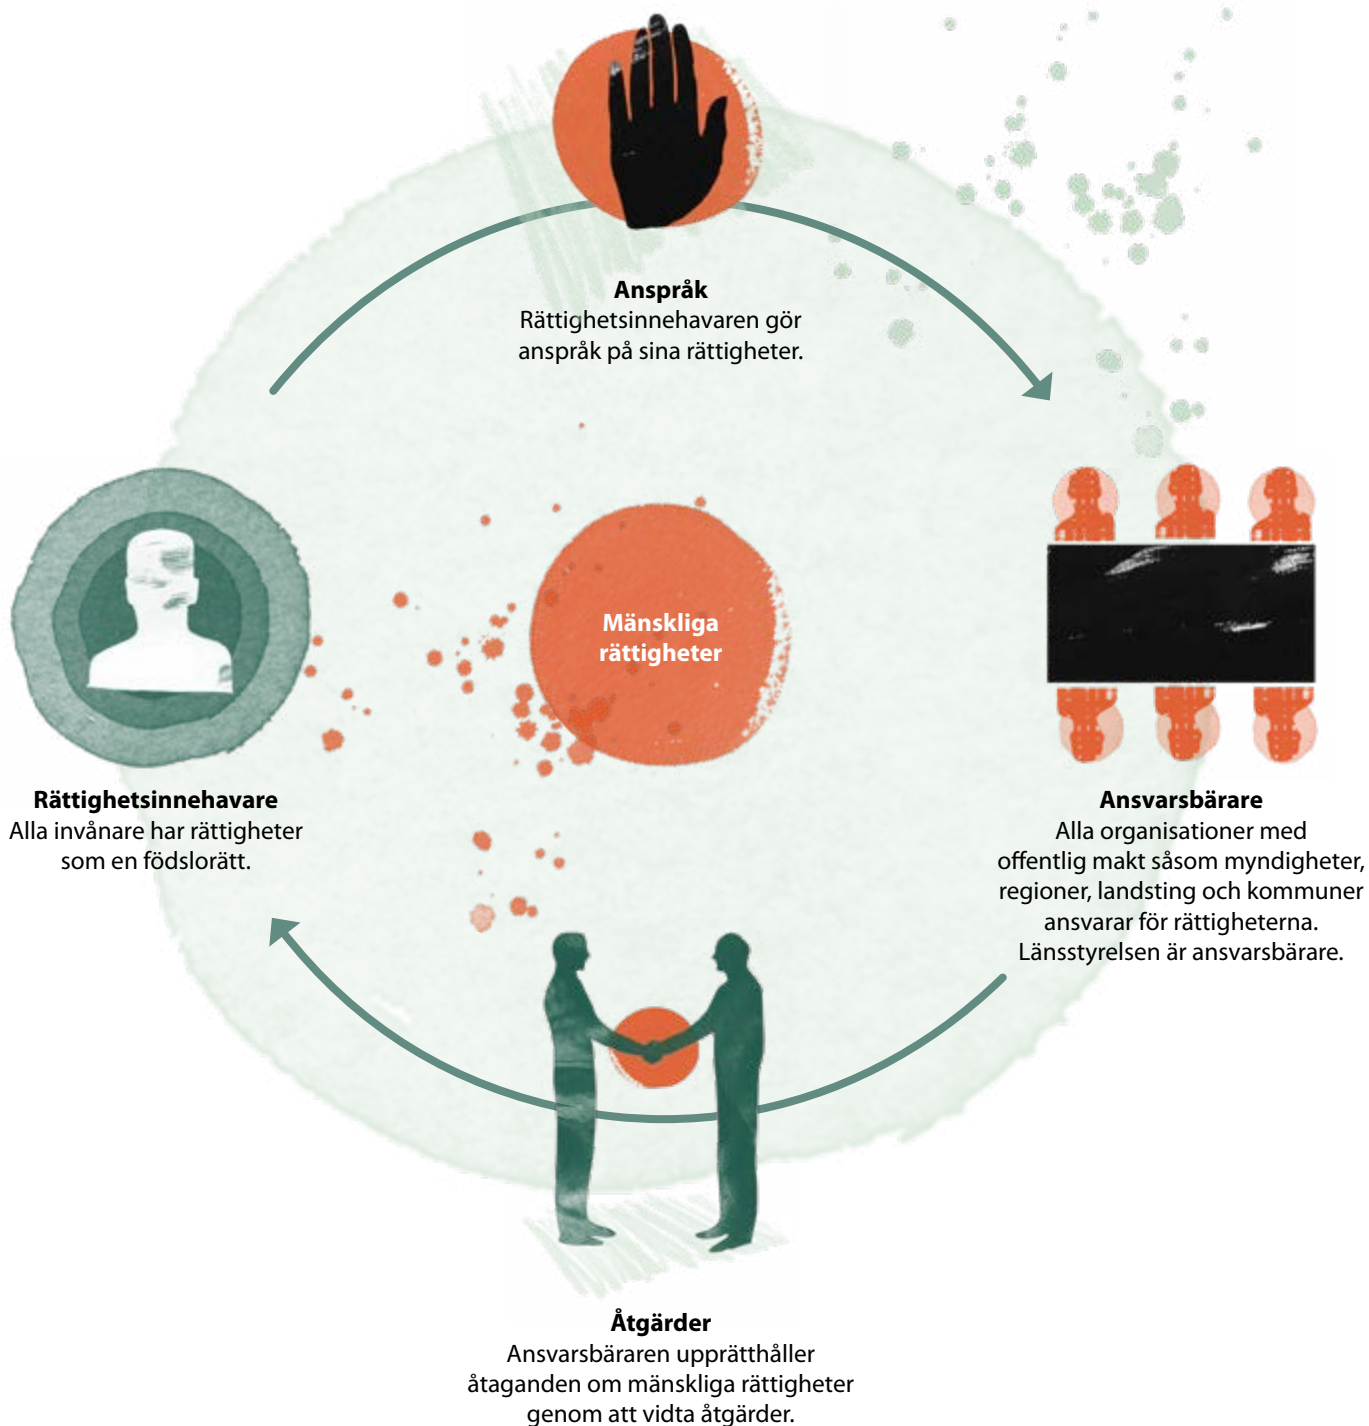 Anspråk
Rättighetsinnehavaren gör
anspråk på sina rättigheter.
Mänskliga
rättigheter
Rättighetsinnehavare
Alla invånare har rättigheter
som en födslorätt.
Ansvarsbärare
Alla organisationer med
offentlig makt såsom myndigheter,
regioner, landsting och kommuner
ansvarar för rättigheterna.
Länsstyrelsen är ansvarsbärare.
Åtgärder
Ansvarsbäraren upprätthåller
åtaganden om mänskliga rättigheter
genom att vidta åtgärder.